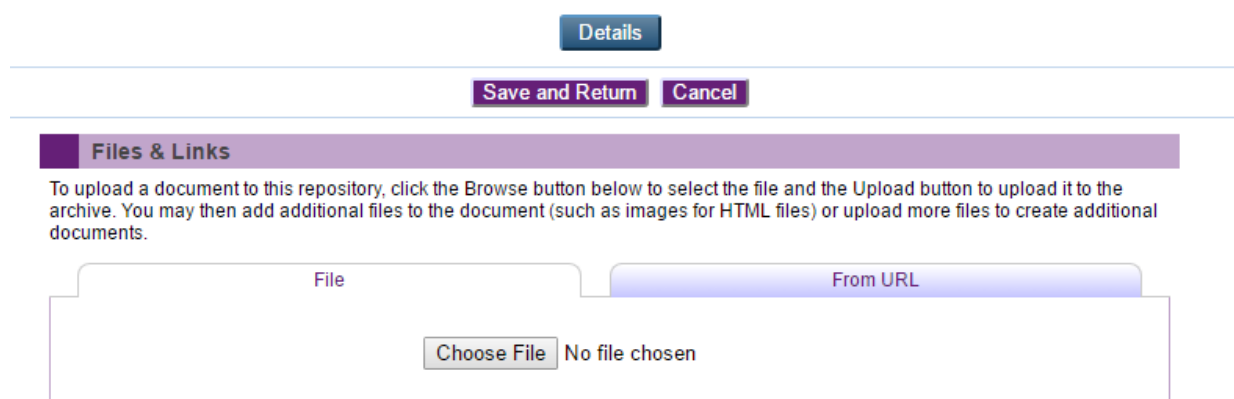 Details
Save and Return Cancel
Files & Links
To upload a document to this repository, click the Browse button below to select the file and the Upload button to upload it to the
archive. You may then add additional files to the document (such as images for HTML files) or upload more files to create additional
documents.
File From URL
Choose File No file chosen